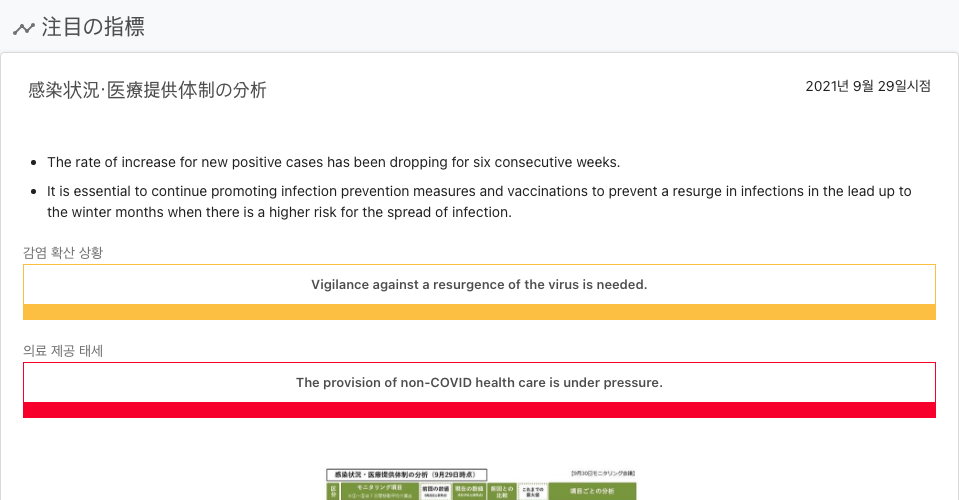 注目の指標
感染状況·医療提供体制の分析
2021년 9월 29일시점
The rate of increase for new positive cases has been dropping for six consecutive weeks.
It is essential to continue promoting infection prevention measures and vaccinations to prevent a resurge in infections in the lead up to
the winter months when there is a higher risk for the spread of infection.
감염 확산 상황
Vigilance against a resurgence of the virus is needed.
의료 제공 태세
The provision of non-COVID health care is under pressure.
感染状況・医療提供体制の分析（9月29日時点）
【9月30日モニタリング会議】
区分
モニタリング項目
前回の数値
現在の数値
前回との
比較
これまでの
最大値
項目ごとの分析